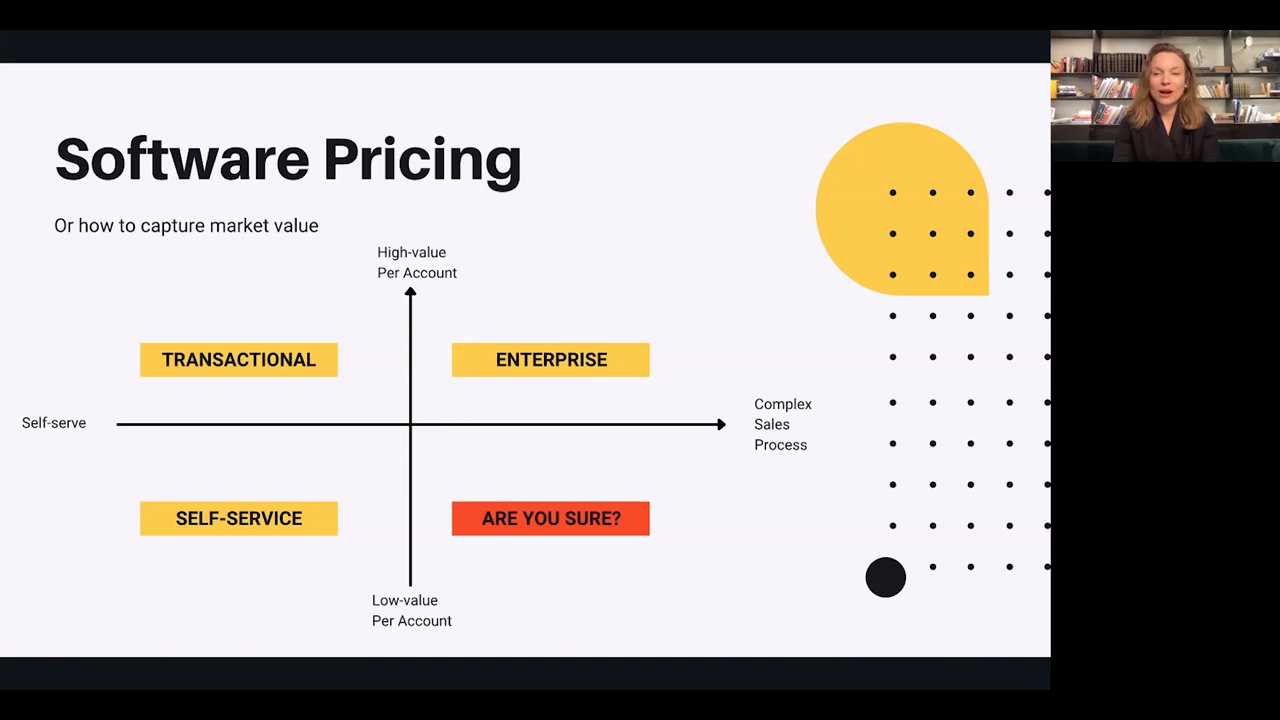 Software Pricing
Or how to capture market value
High-value
Per Account
TRANSACTIONAL
ENTERPRISE
Self-serve
Complex
Sales
Process
SELF-SERVICE
ARE YOU SURE?
Low-value
Per Account